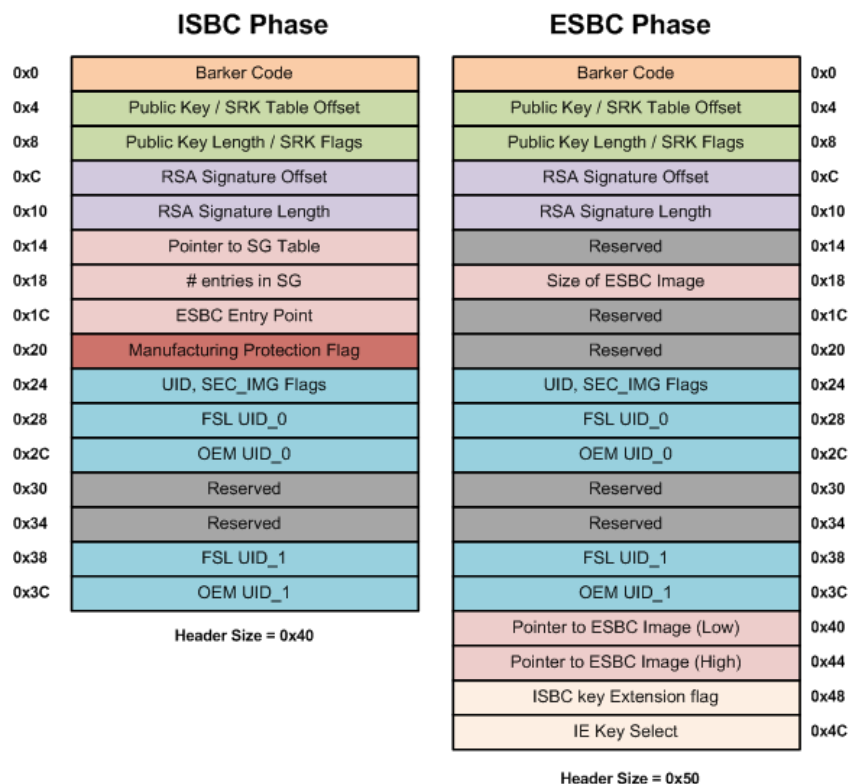 ISBC Phase
0x0 Barker Code
0x4 Public Key / SRK Table Offset
0x8 Public Key Length / SRK Flags
0xC RSA Signature Offset
0x10 RSA Signature Length
0x14 Pointer to SG Table
0x18 # entries in SG
0x1C ESBC Entry Point
0x20 Manufacturing Protection Flag
0x24 UID, SEC_IMG Flags
0x28 FSL UID_0
0x2C OEM UID_0
0x30 Reserved
0x34 Reserved
0x38 FSL UID_1
0x3C OEM UID_1
Header Size = 0x40
ESBC Phase
Barker Code 0x0
Public Key / SRK Table Offset 0x4
Public Key Length / SRK Flags 0x8
RSA Signature Offset 0xC
RSA Signature Length 0x10
Reserved 0x14
Size of ESBC Image 0x18
Reserved 0x1C
Reserved 0x20
UID, SEC_IMG Flags 0x24
FSL UID_0 0x28
OEM UID_0 0x2C
Reserved 0x30
Reserved 0x34
FSL UID_1 0x38
OEM UID_1 0x3C
Pointer to ESBC Image (Low) 0x40
Pointer to ESBC Image (High) 0x44
ISBC key Extension flag 0x48
IE Key Select 0x4C
Header Size = 0x50